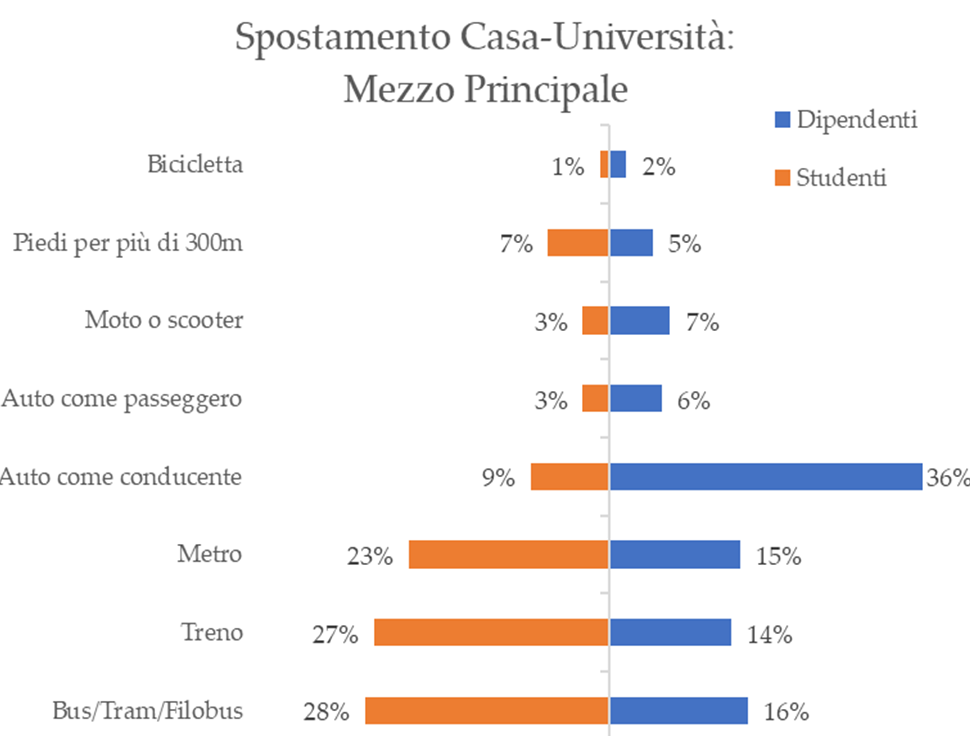 Spostamento Casa-Università:
Mezzo Principale
Dipendenti
Studenti
Bicicletta 1% 2%
Piedi per più di 300m 7% 5%
Moto o scooter 3% 7%
Auto come passeggero 3% 6%
Auto come conducente 9% 36%
Metro 23% 15%
Treno 27% 14%
Bus/Tram/Filobus 28% 16%